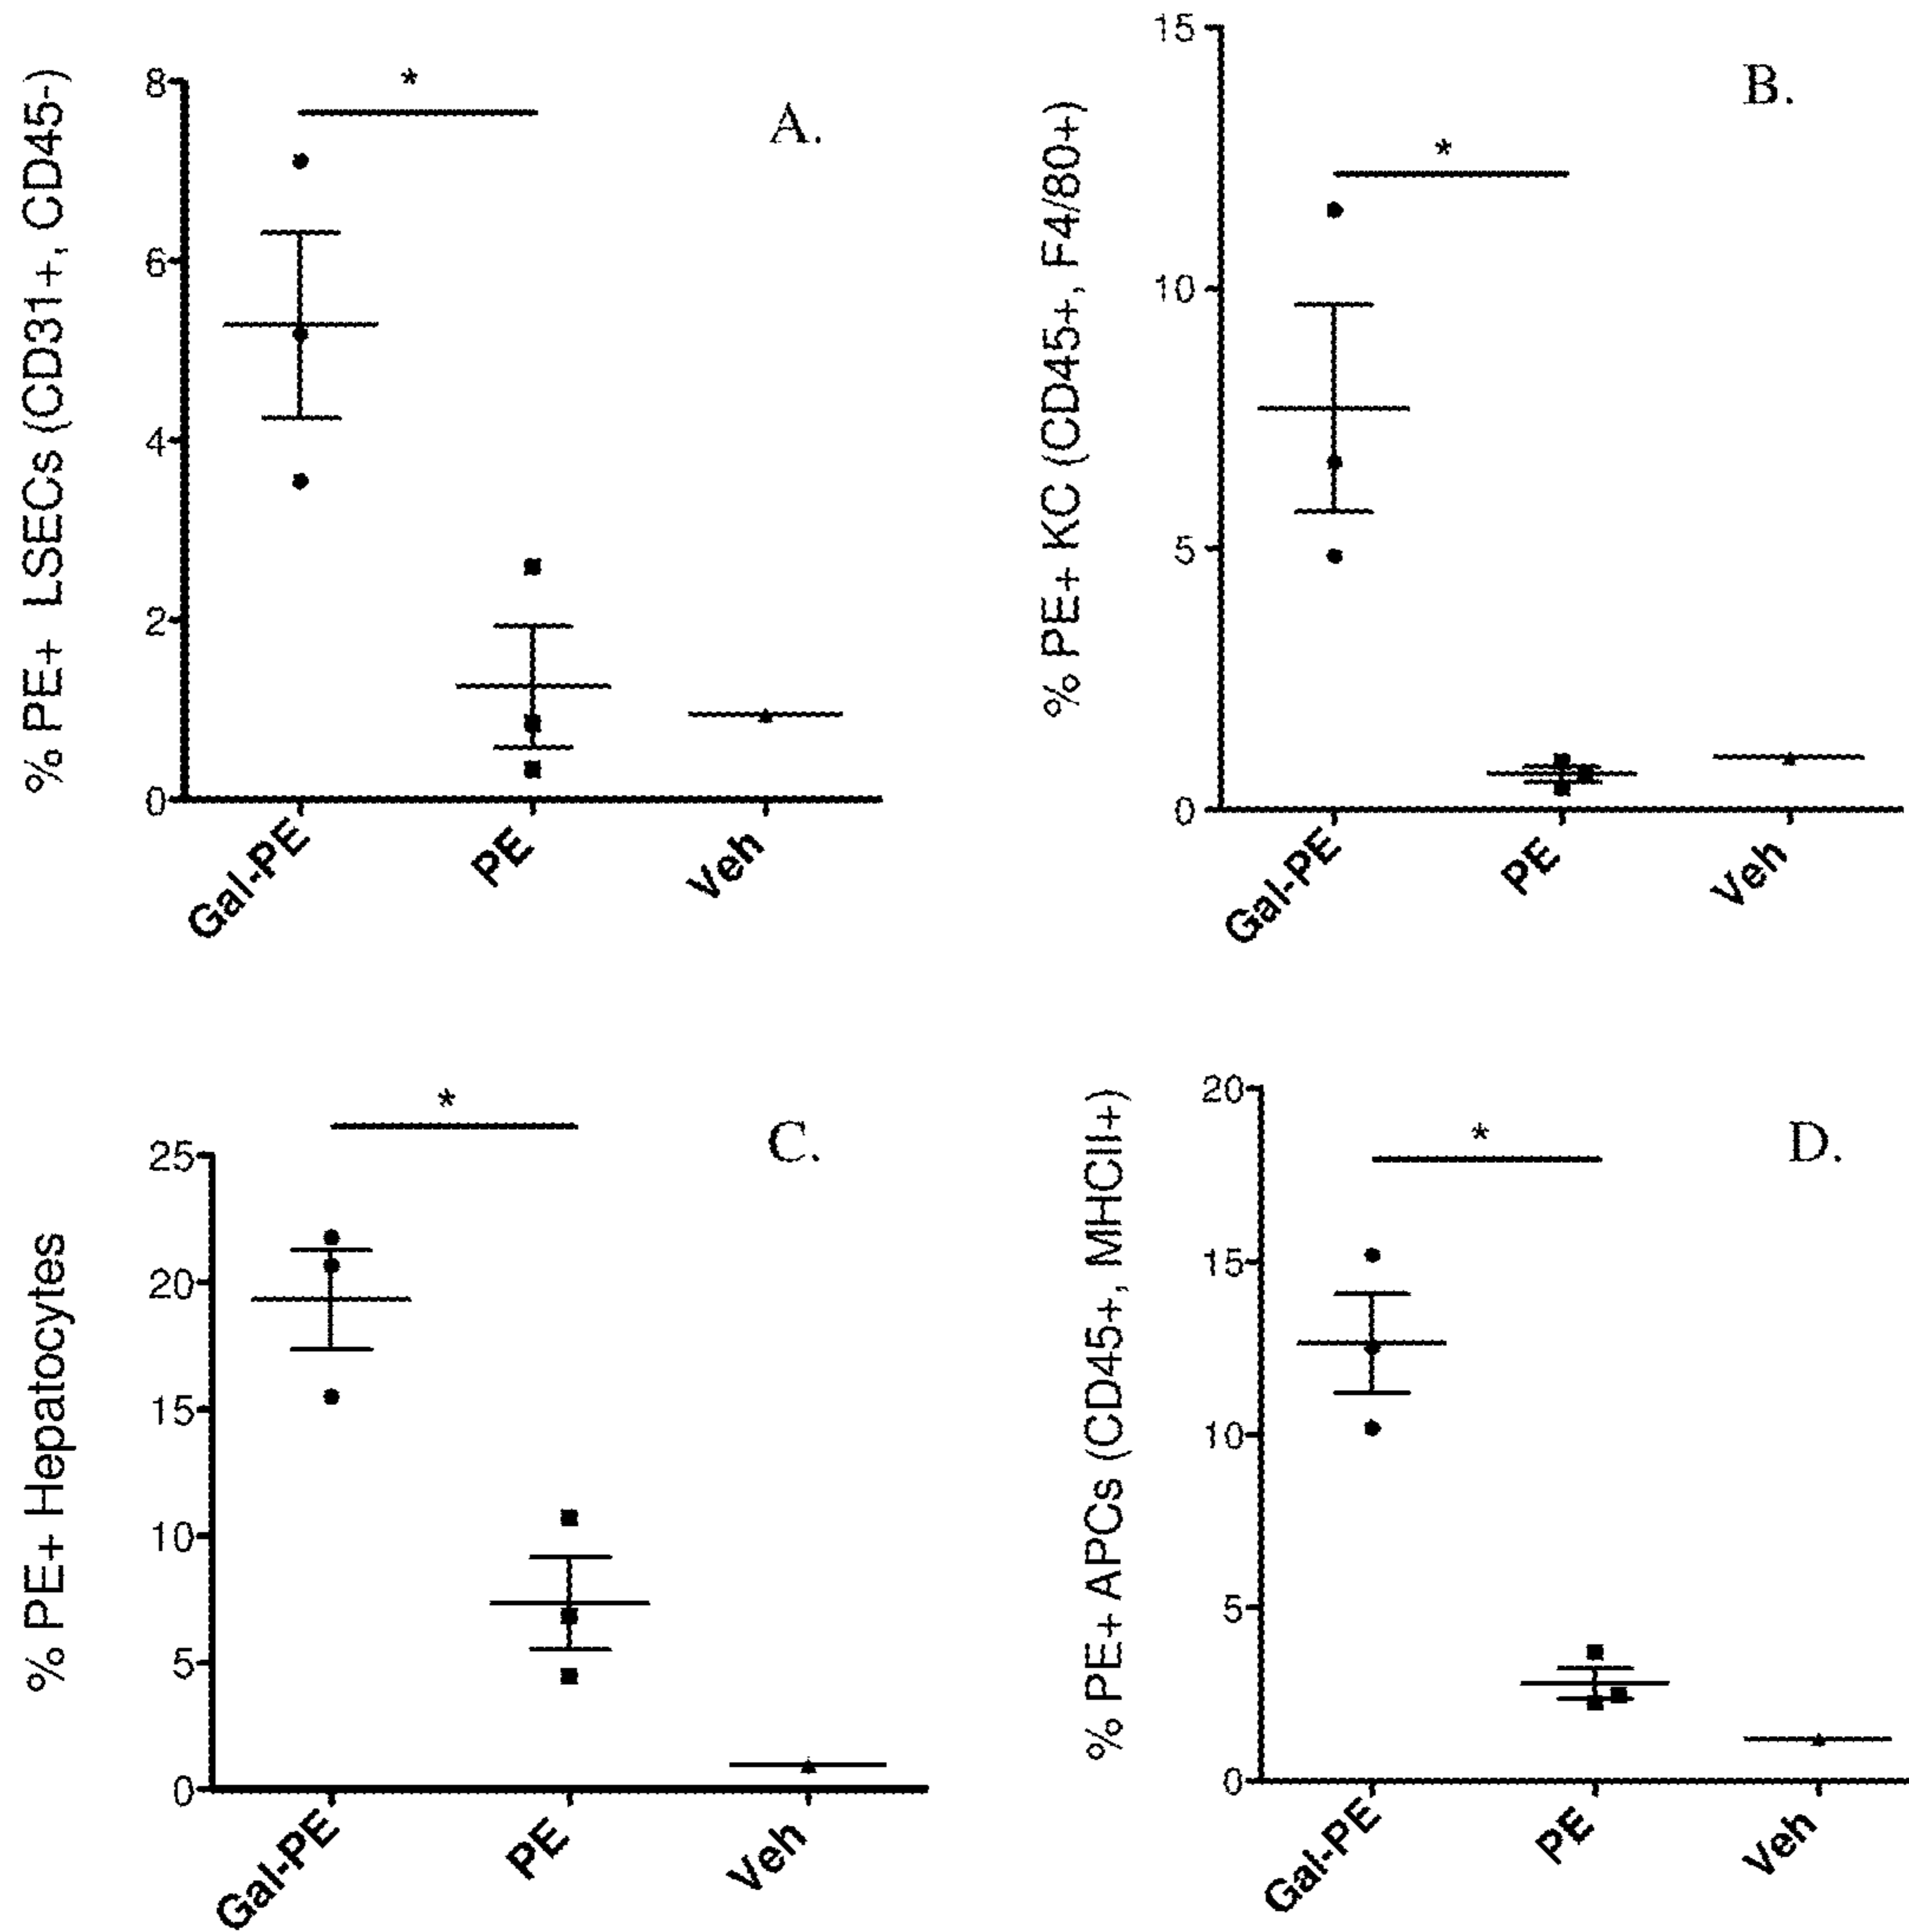 % PE+ LSECs (CD31+, CD45-)
8
6
4
2
0
*
A.
Gal-PE
PE
Veh
% PE+ KC (CD45+, F4/80+)
15
10
5
0
*
B.
Gal-PE
PE
Veh
% PE+ Hepatocytes
25
20
15
10
5
0
*
C.
Gal-PE
PE
Veh
% PE+ APCs (CD45+, MHCII+)
20
15
10
5
0
*
D.
Gal-PE
PE
Veh